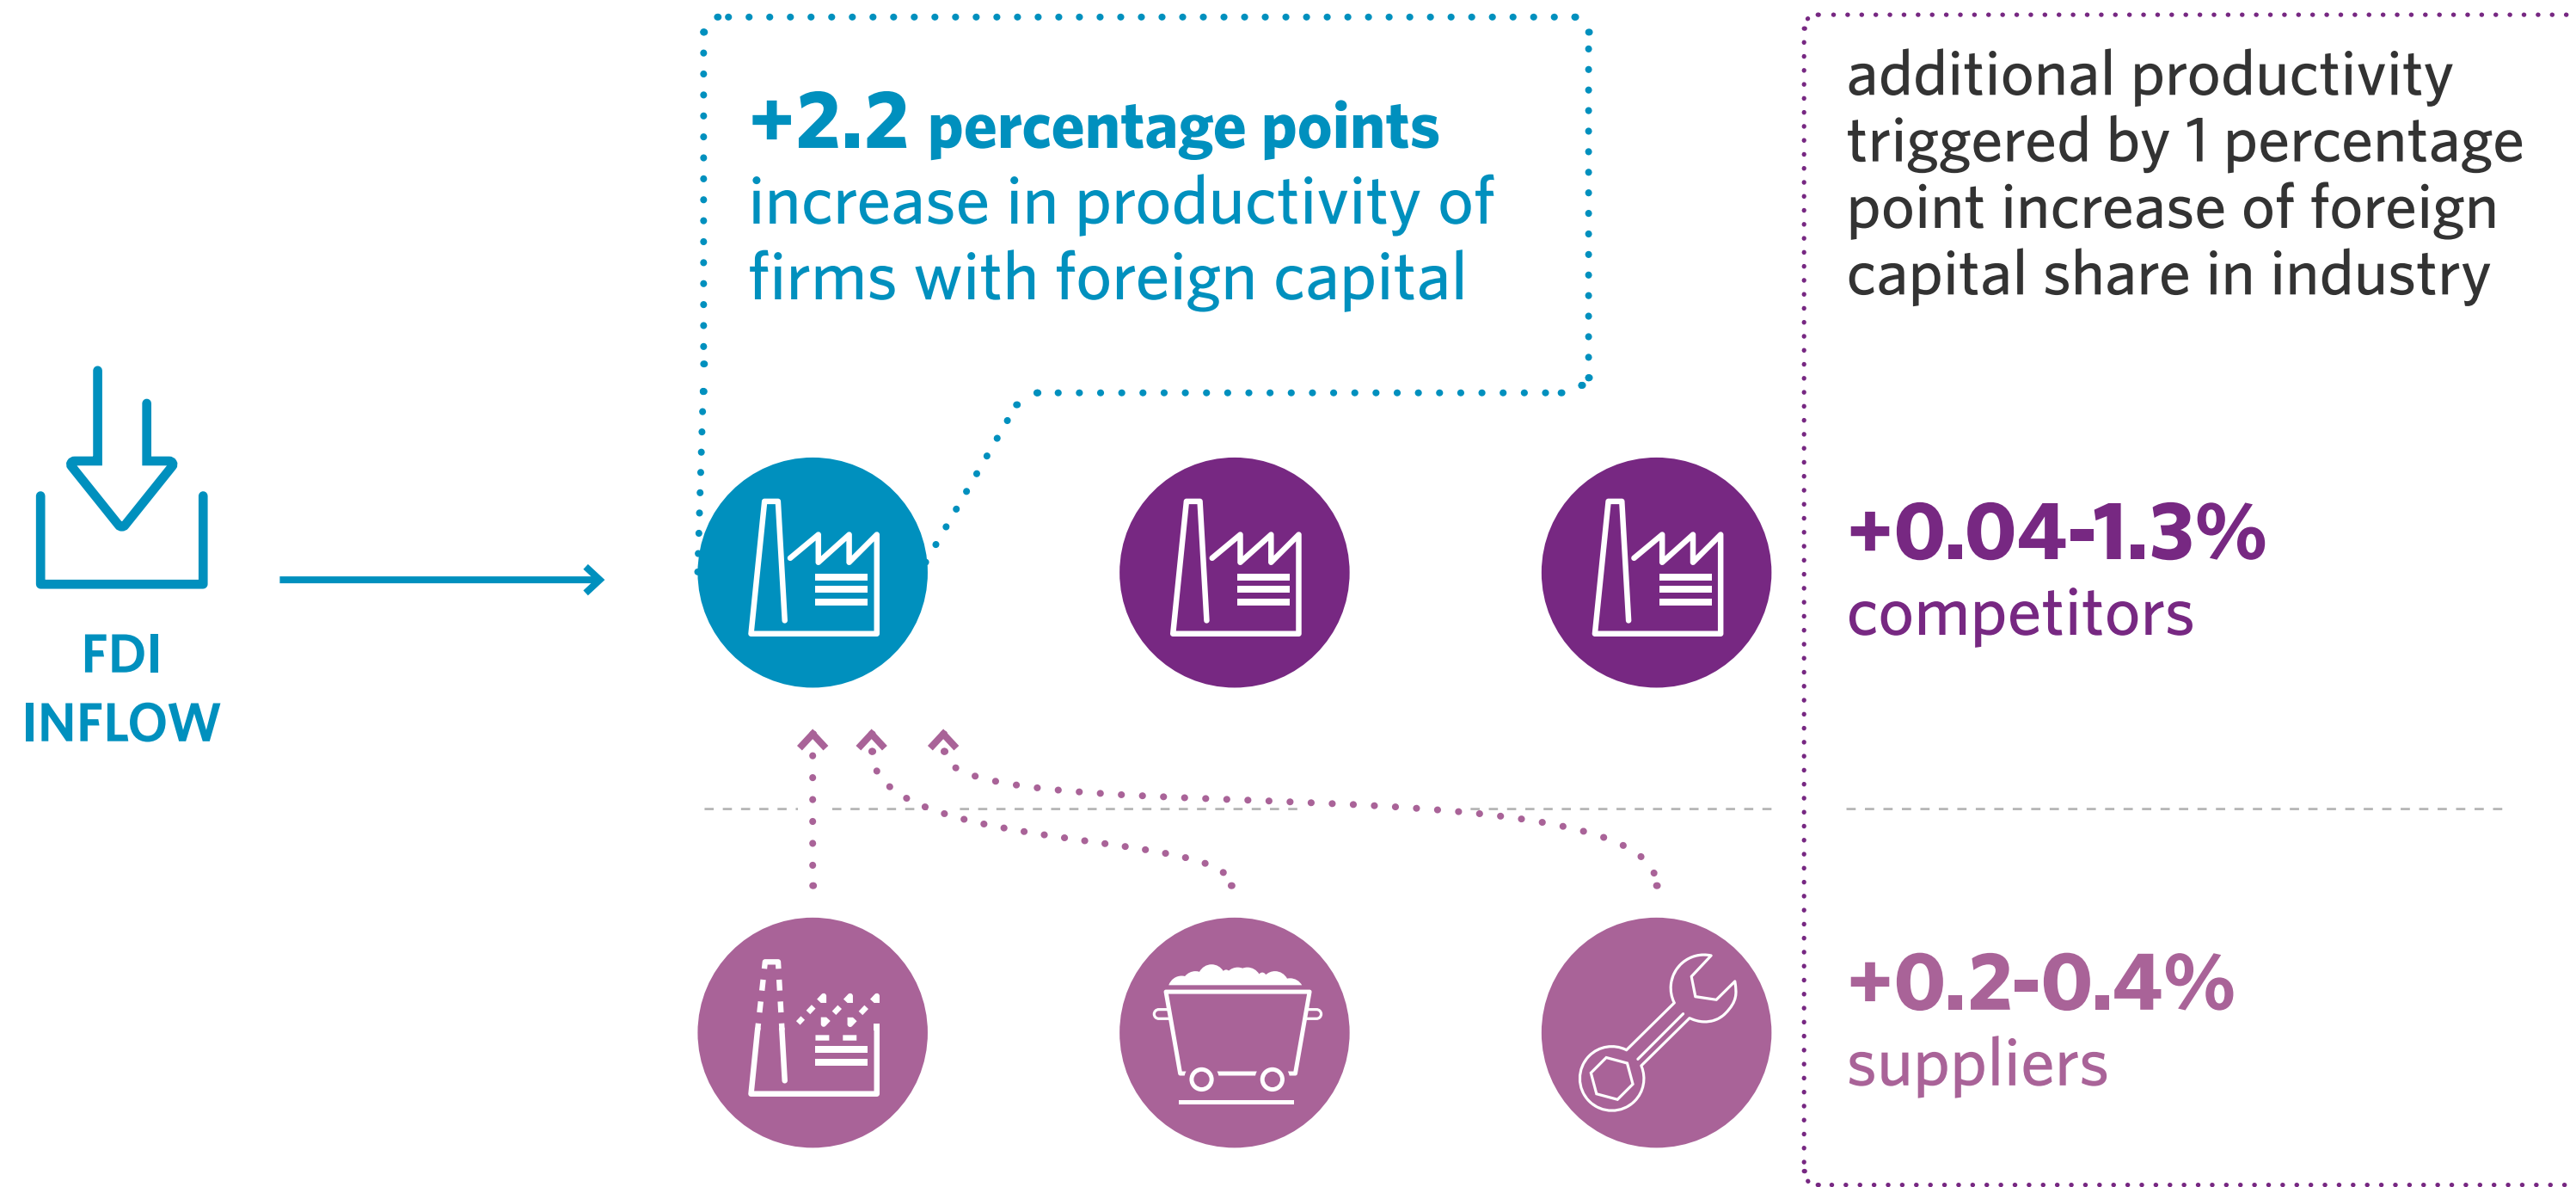 +2.2 percentage points
increase in productivity of
firms with foreign capital
additional productivity
triggered by 1 percentage
point increase of foreign
capital share in industry
FDI
INFLOW
+0.04-1.3%
competitors
+0.2-0.4%
suppliers